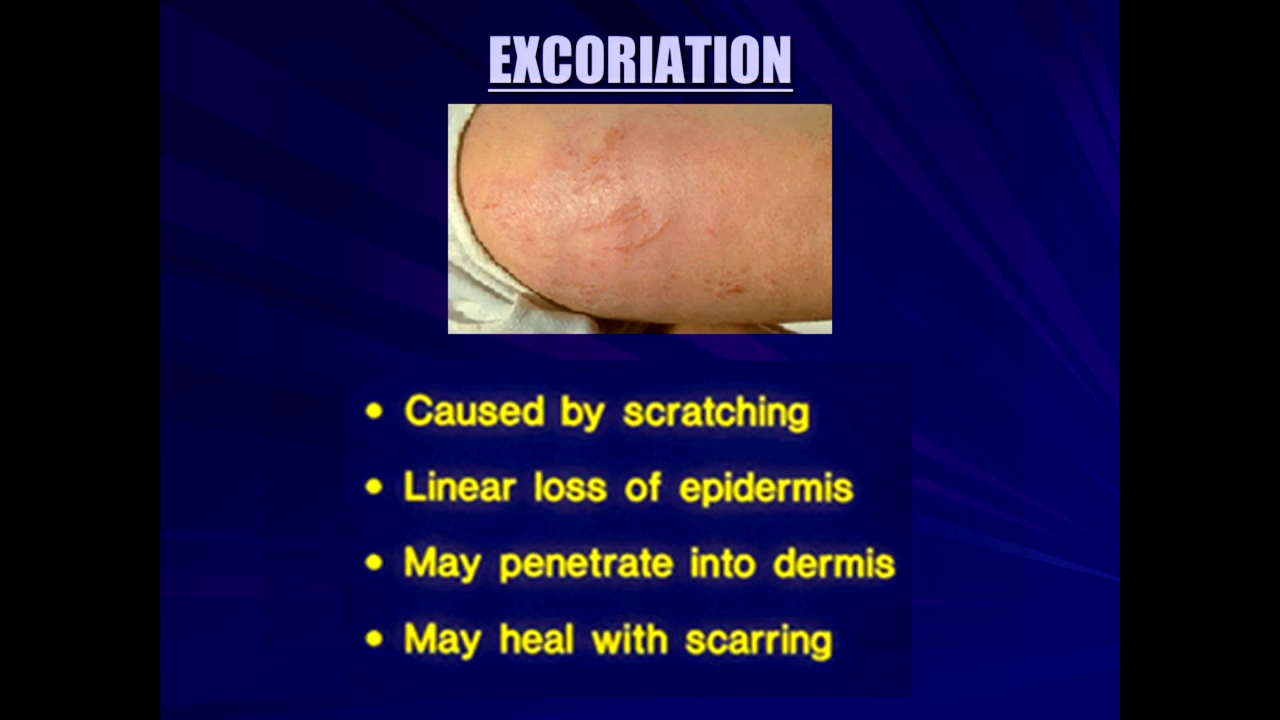 EXCORIATION
• Caused by scratching
• Linear loss of epidermis
• May penetrate into dermis
• May heal with scarring